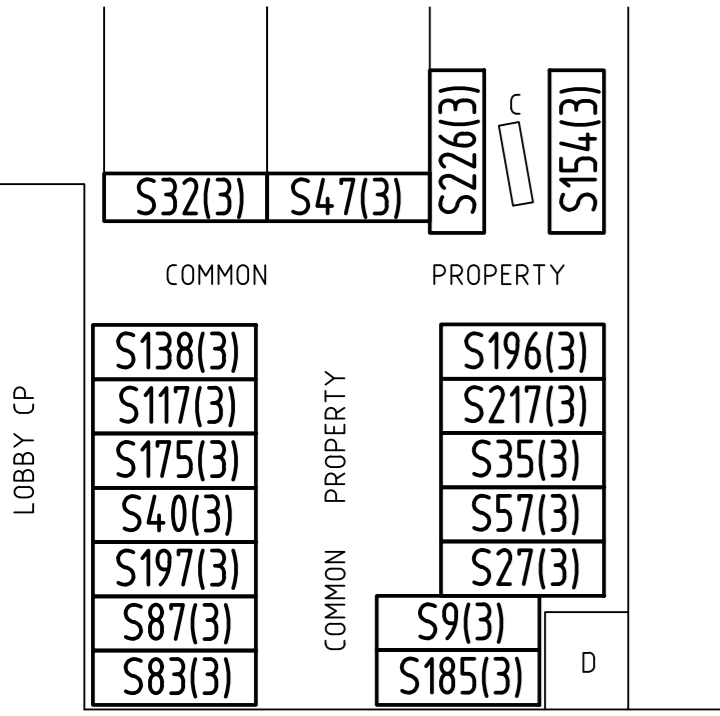 C
S226(3)
S154(3)
S32(3)
S47(3)
COMMON PROPERTY
S138(3)
S117(3)
S175(3)
S40(3)
S197(3)
S87(3)
S83(3)
LOBBY CP
COMMON PROPERTY
S196(3)
S217(3)
S35(3)
S57(3)
S27(3)
S9(3)
S185(3)
D